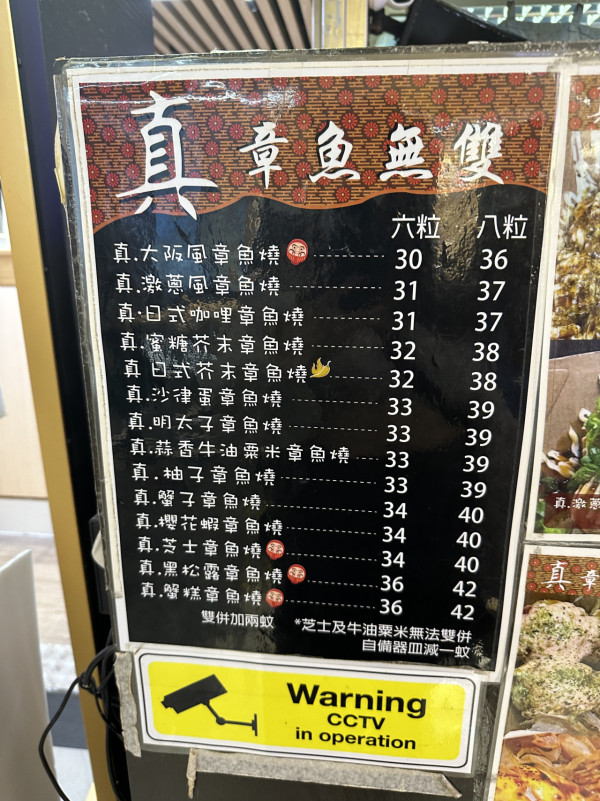 真 章魚無雙
六粒 八粒
真.大阪風章魚燒 30 36
真.激蔥風章魚燒 31 37
真.日式咖哩章魚燒 31 37
真.蜜糖芥末章魚燒 32 38
真 日式芥末章魚燒 32 38
真.沙律蛋章魚燒 33 39
真.明太子章魚燒 33 39
真.蒜香牛油粟米章魚燒 33 39
真.柚子章魚燒 33 39
真.蟹子章魚燒 34 40
真.櫻花蝦章魚燒 34 40
真.芝士章魚燒 34 40
真.黑松露章魚燒 36 42
真.蟹糕章魚燒 36 42
雙併加兩蚊 *芝士及牛油粟米無法雙併
自備器皿減一蚊
Warning
CCTV
in operation
真.激蔥
真 章